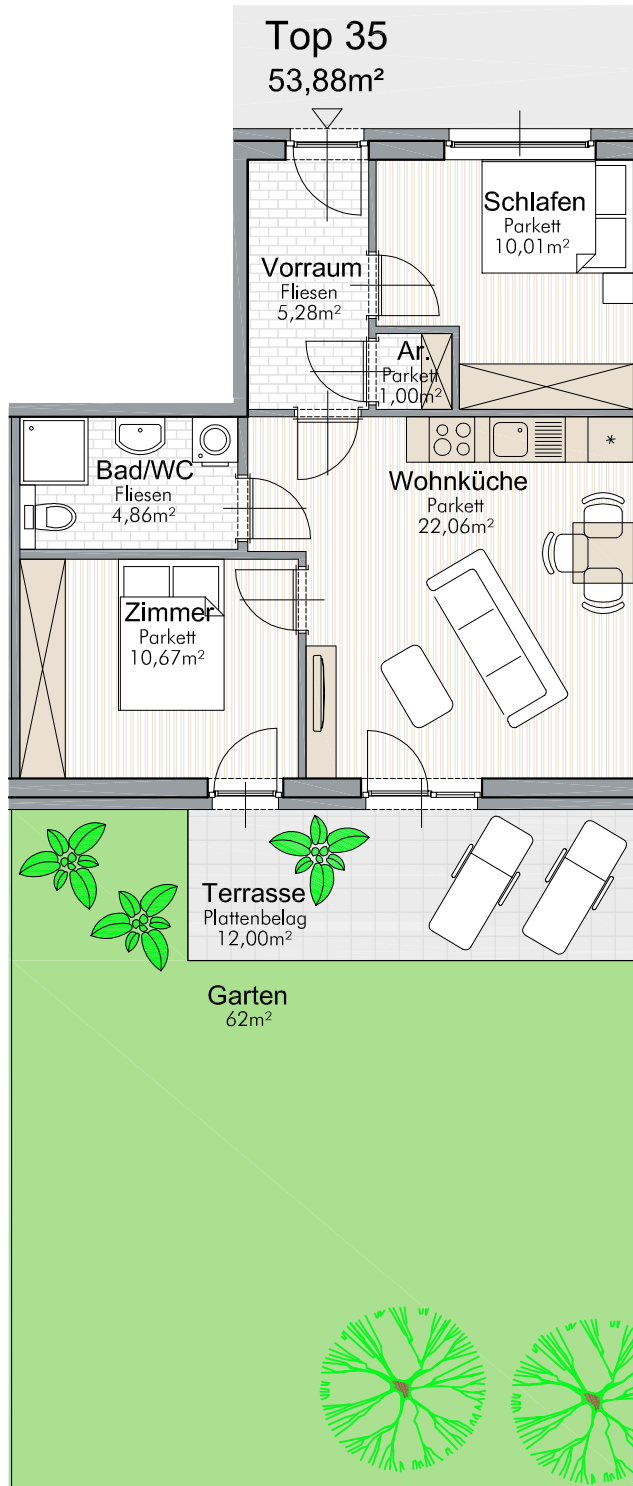 Top 35
53,88m²
Schlafen
Parkett
10,01m²
Vorraum
Fliesen
5,28m²
Ar.
Parkett
1,00m²
Bad/WC
Fliesen
4,86m²
Wohnküche
Parkett
22,06m²
*
Zimmer
Parkett
10,67m²
Terrasse
Plattenbelag
12,00m²
Garten
62m²